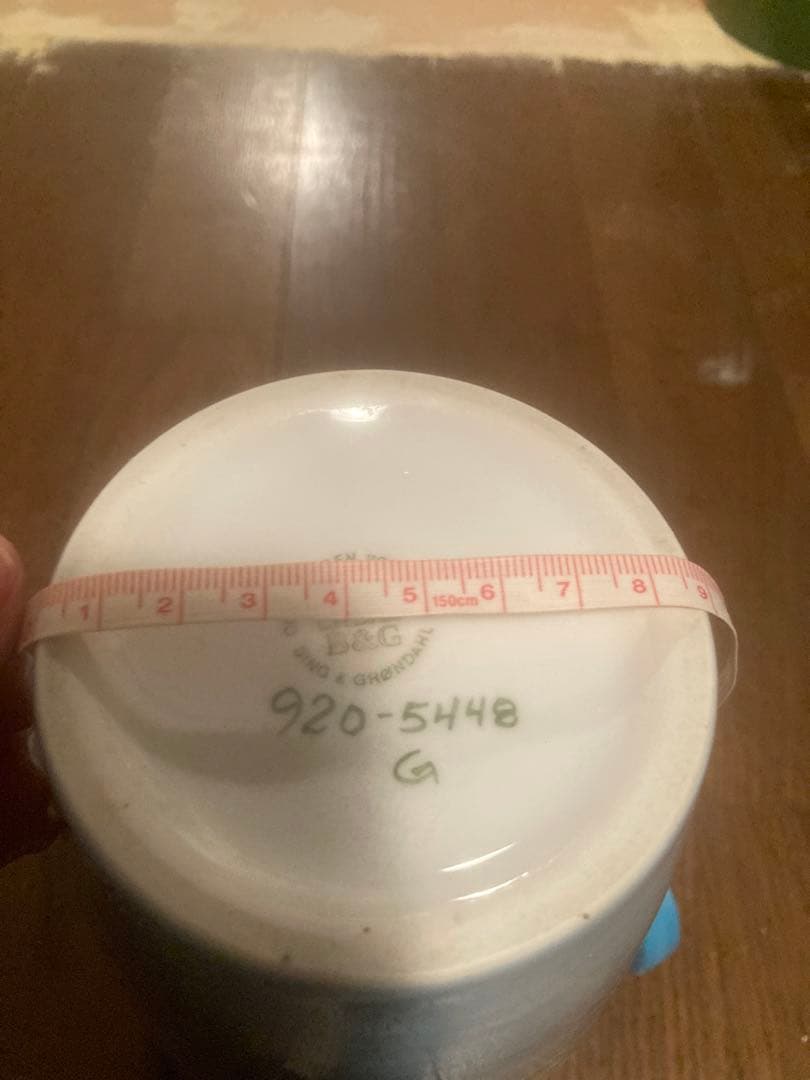 1 2 3 4 5 150cm 6 7 8 9
B&G
BING & GRØNDAHL
920-5448
G